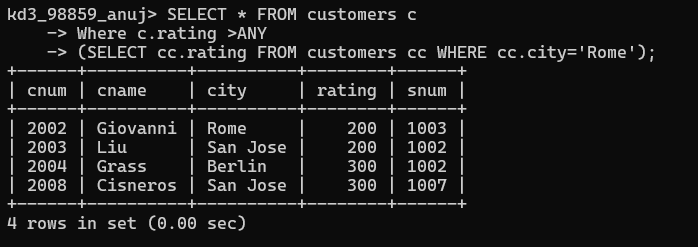 kd3_98859_anuj> SELECT * FROM customers c
    -> Where c.rating >ANY
    -> (SELECT cc.rating FROM customers cc WHERE cc.city='Rome');
+------+----------+----------+--------+------+
| cnum | cname    | city     | rating | snum |
+------+----------+----------+--------+------+
| 2002 | Giovanni | Rome     |    200 | 1003 |
| 2003 | Liu      | San Jose |    200 | 1002 |
| 2004 | Grass    | Berlin   |    300 | 1002 |
| 2008 | Cisneros | San Jose |    300 | 1007 |
+------+----------+----------+--------+------+
4 rows in set (0.00 sec)